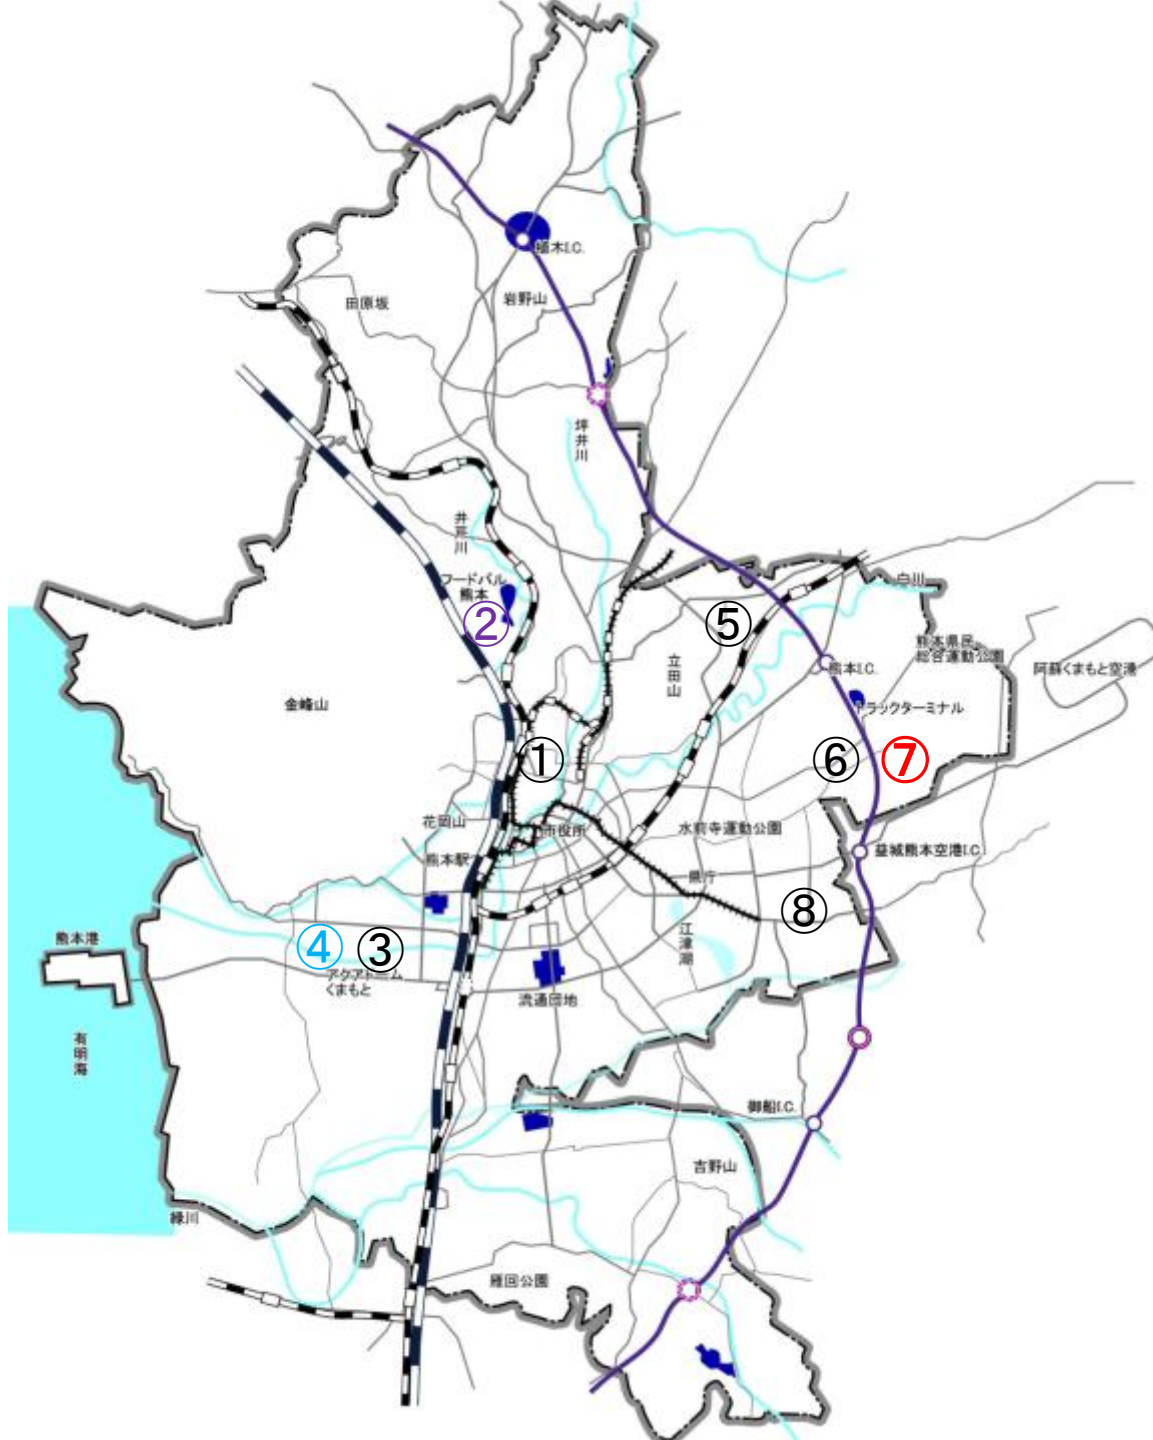 植木I.C.
岩野山
田原坂
坪井川
井芹川
フードパル
熊本
②
⑤
白川
熊本県民
総合運動公園
立田山
熊本I.C.
阿蘇くまもと空港
金峰山
トラックターミナル
①
⑥
⑦
花岡山
市役所
水前寺運動公園
熊本駅
益城熊本空港I.C.
県庁
⑧
江津湖
熊本港
④
③
アクアドーム
くまもと
流通団地
有明海
御船I.C.
吉野山
緑川
雁回公園